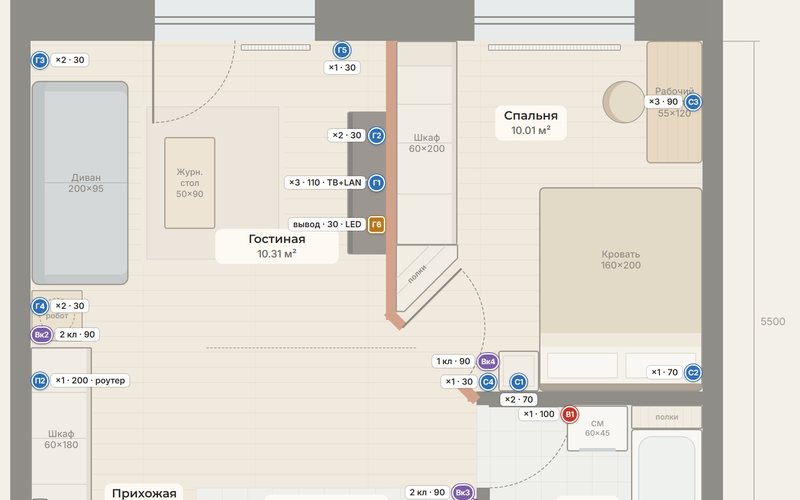 Г3 ×2 · 30
Г5
×1 · 30
Рабочий
×3 · 90 С3
55×120
Спальня
10.01 м²
×2 · 30 Г2
Шкаф
60×200
Диван
200×95
Журн.
стол
50×90
×3 · 110 · ТВ+LAN Г1
вывод · 30 · LED Г6
Гостиная
10.31 м²
Кровать
160×200
полки
Г4 ×2 · 30
робот
Вк2 2 кл · 90
5500
1 кл · 90 Вк4
×1 · 30 С4
С1
×2 · 70
×1 · 70 С2
П2 ×1 · 200 · роутер
×1 · 100 В1
СМ
60×45
полки
Шкаф
60×180
Прихожая
2 кл · 90 Вк3